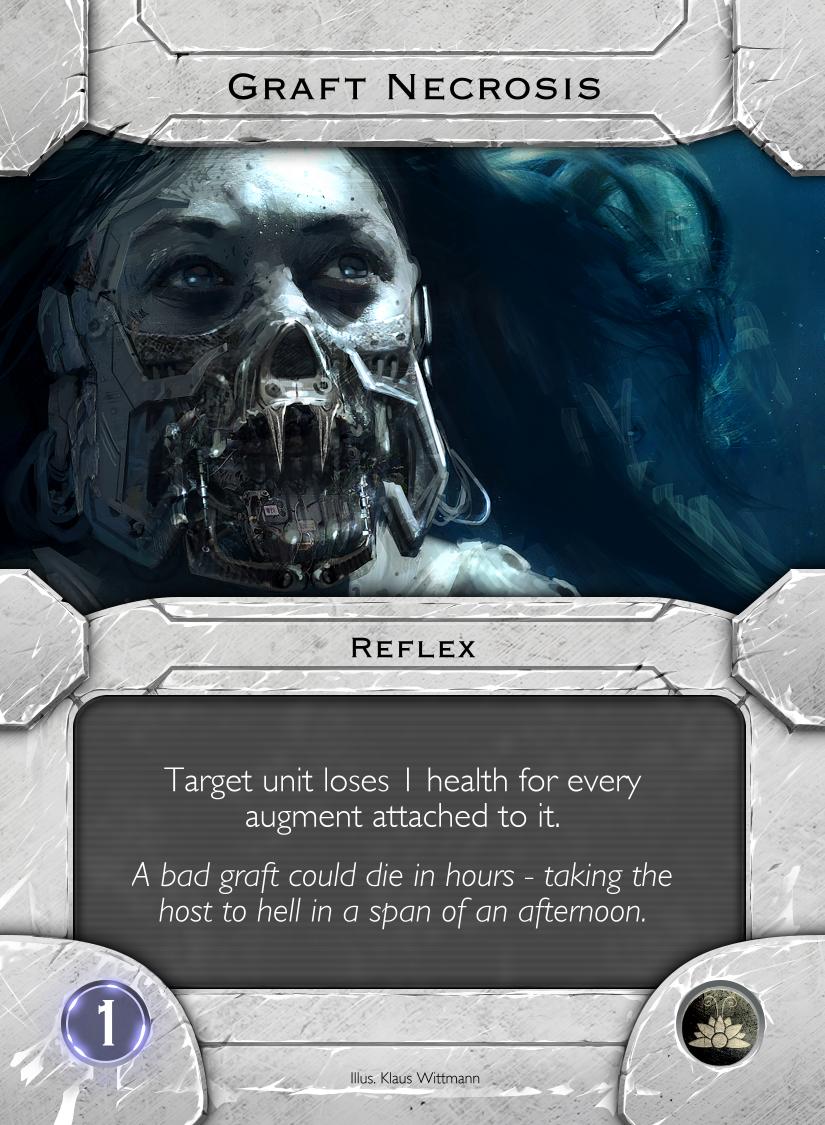 Graft Necrosis
Reflex
Target unit loses 1 health for every
augment attached to it.
A bad graft could die in hours - taking the
host to hell in a span of an afternoon.
1
Illus. Klaus Wittmann